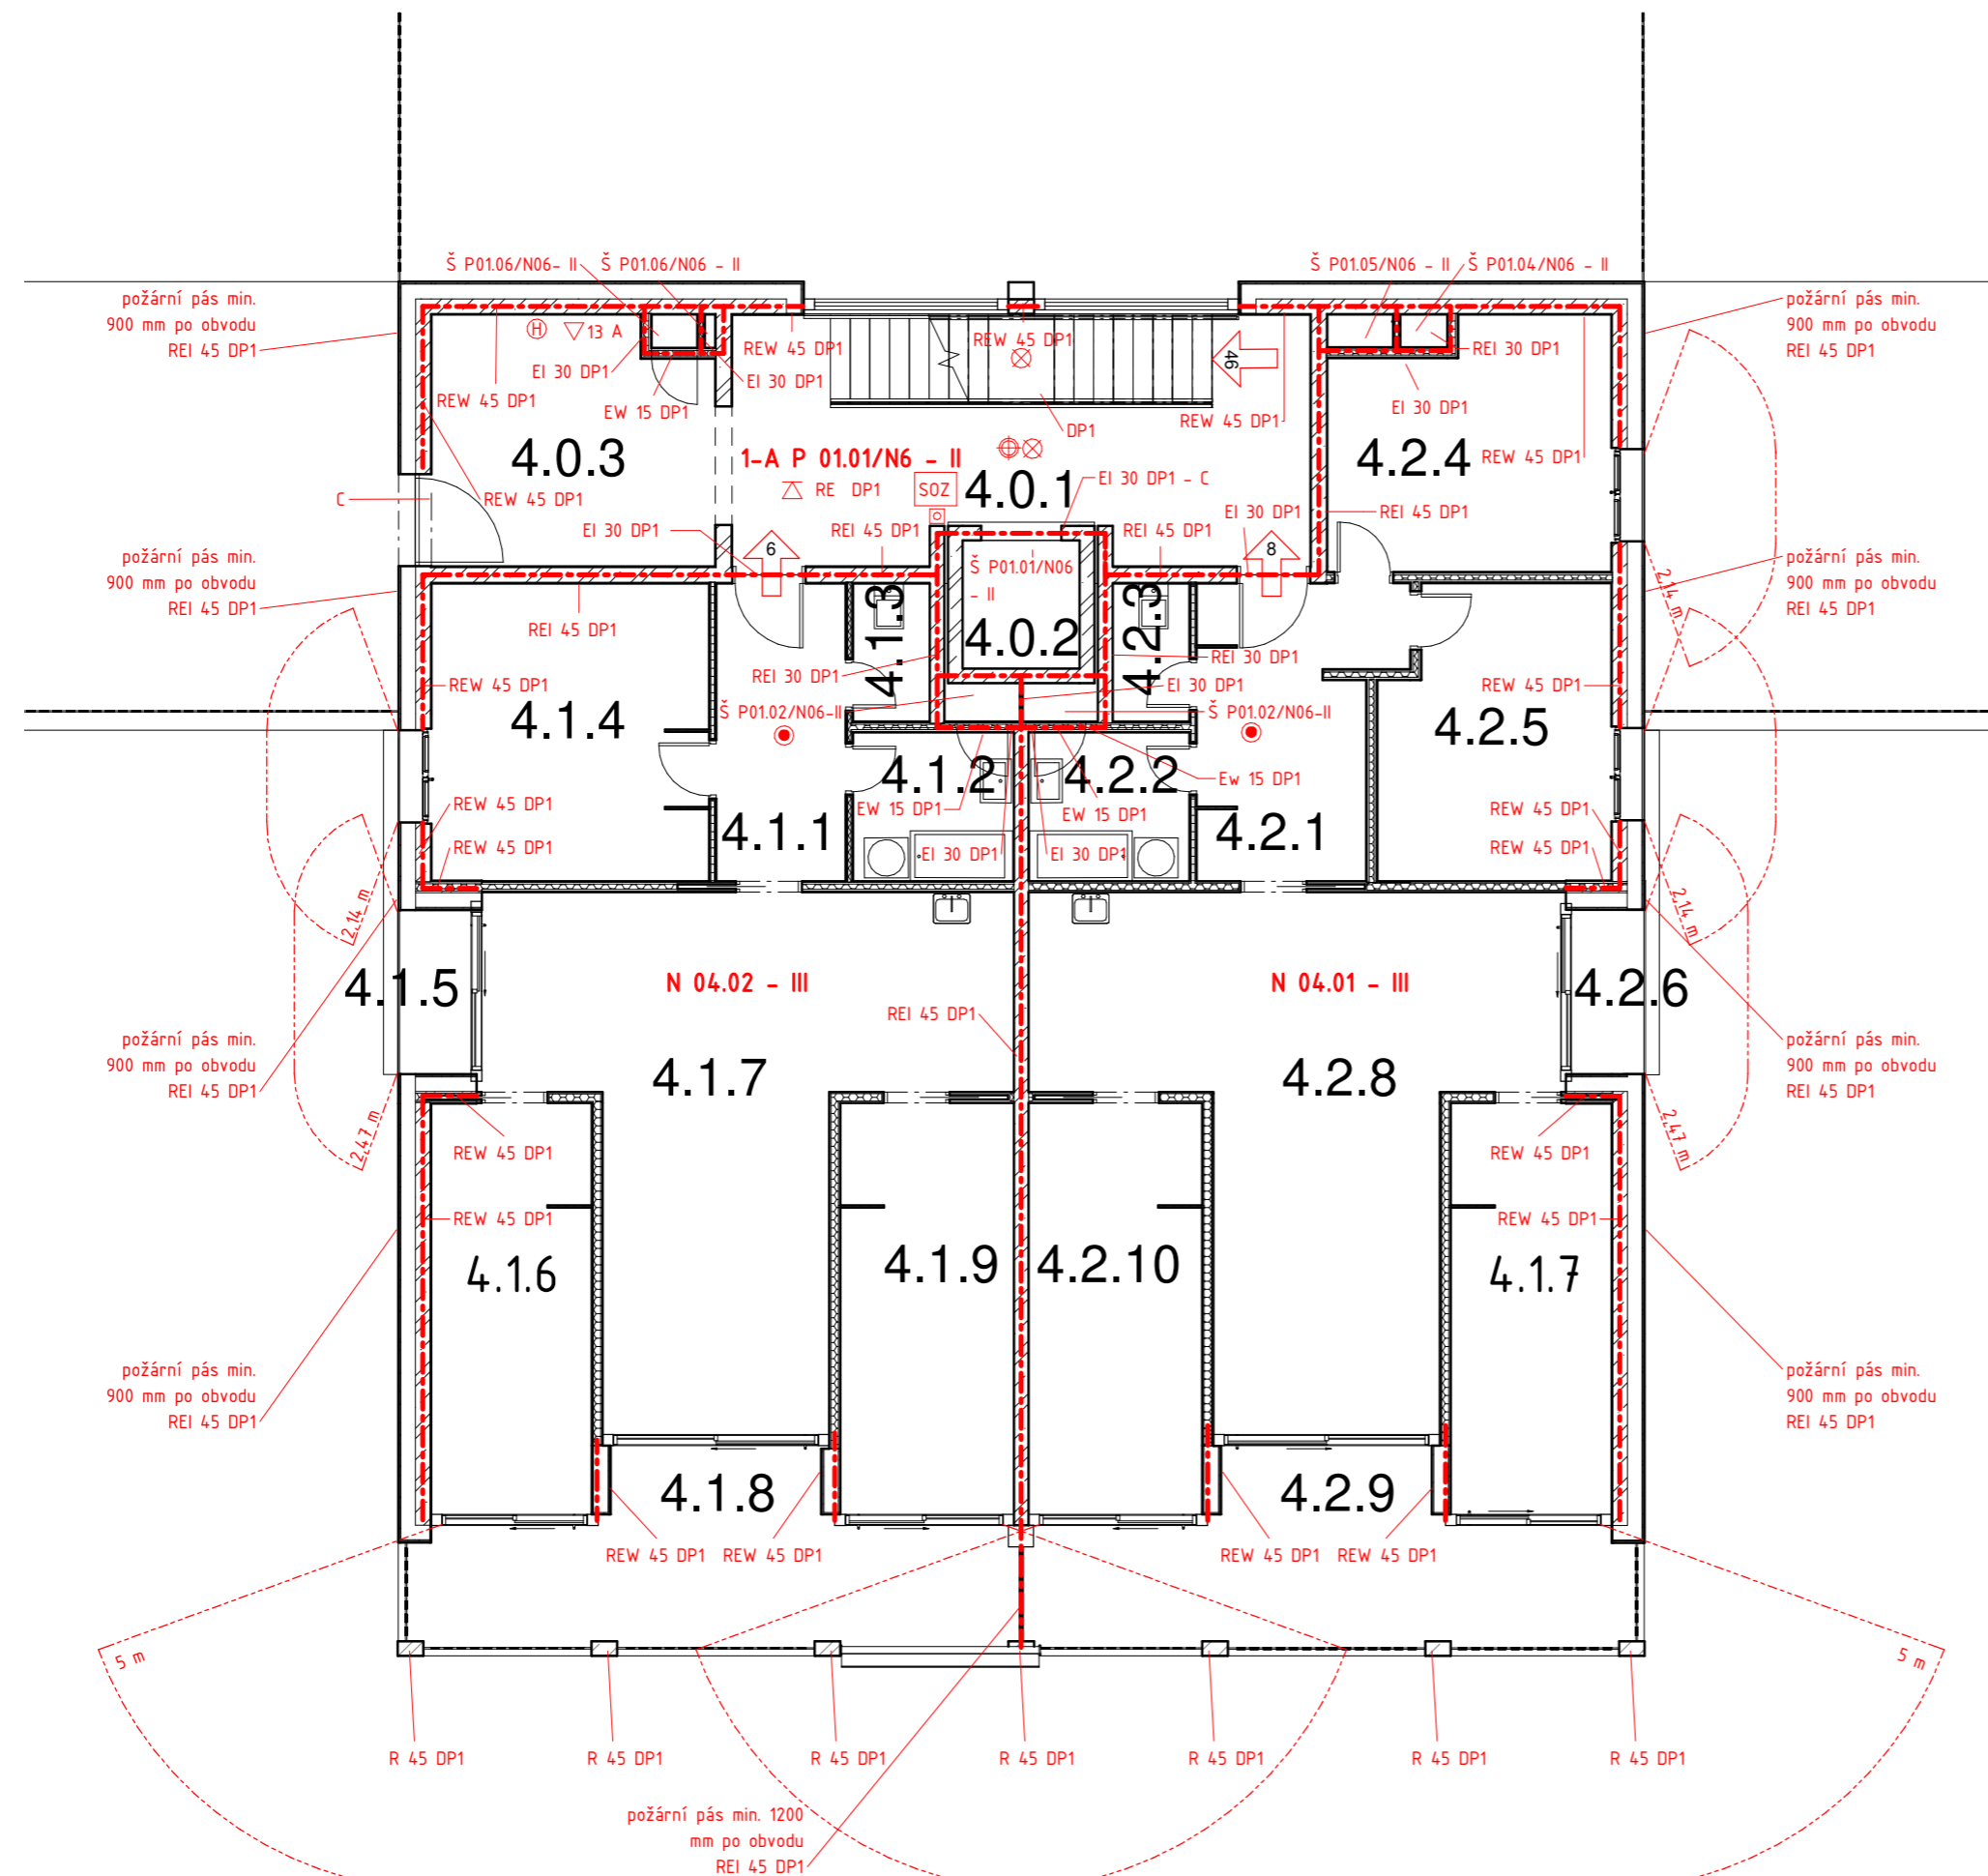 Š P01.06/N06- II
Š P01.06/N06 - II
Š P01.05/N06 - II
Š P01.04/N06 - II
požární pás min.
900 mm po obvodu
REI 45 DP1
požární pás min.
900 mm po obvodu
REI 45 DP1
H
13 A
REW 45 DP1
REW 45 DP1
REI 30 DP1
EI 30 DP1
EI 30 DP1
46
REW 45 DP1
EW 15 DP1
EI 30 DP1
REW 45 DP1
DP1
4.0.3
1-A P 01.01/N6 - II
4.2.4
REW 45 DP1
RE DP1
SOZ
4.0.1
EI 30 DP1 - C
C
REW 45 DP1
EI 30 DP1
REI 45 DP1
REI 45 DP1
EI 30 DP1
REI 45 DP1
požární pás min.
900 mm po obvodu
REI 45 DP1
6
8
požární pás min.
900 mm po obvodu
REI 45 DP1
Š P01.01/N06
- II
2,14 m
REI 45 DP1
4.1.3
4.0.2
4.2.3
REI 30 DP1
REI 30 DP1
REW 45 DP1
EI 30 DP1
REW 45 DP1
4.1.4
Š P01.02/N06-II
Š P01.02/N06-II
4.2.5
4.1.2
4.2.2
Ew 15 DP1
REW 45 DP1
EW 15 DP1
EW 15 DP1
REW 45 DP1
4.1.1
4.2.1
REW 45 DP1
EI 30 DP1
EI 30 DP1
REW 45 DP1
2,14 m
2,14 m
4.1.5
N 04.02 - III
N 04.01 - III
4.2.6
REI 45 DP1
požární pás min.
900 mm po obvodu
REI 45 DP1
4.1.7
4.2.8
požární pás min.
900 mm po obvodu
REI 45 DP1
2,47 m
REW 45 DP1
REW 45 DP1
2,47 m
REW 45 DP1
REW 45 DP1
4.1.6
4.1.9
4.2.10
4.1.7
požární pás min.
900 mm po obvodu
REI 45 DP1
požární pás min.
900 mm po obvodu
REI 45 DP1
4.1.8
4.2.9
REW 45 DP1
REW 45 DP1
REW 45 DP1
REW 45 DP1
5 m
5 m
R 45 DP1
R 45 DP1
R 45 DP1
R 45 DP1
R 45 DP1
R 45 DP1
R 45 DP1
požární pás min. 1200
mm po obvodu
REI 45 DP1